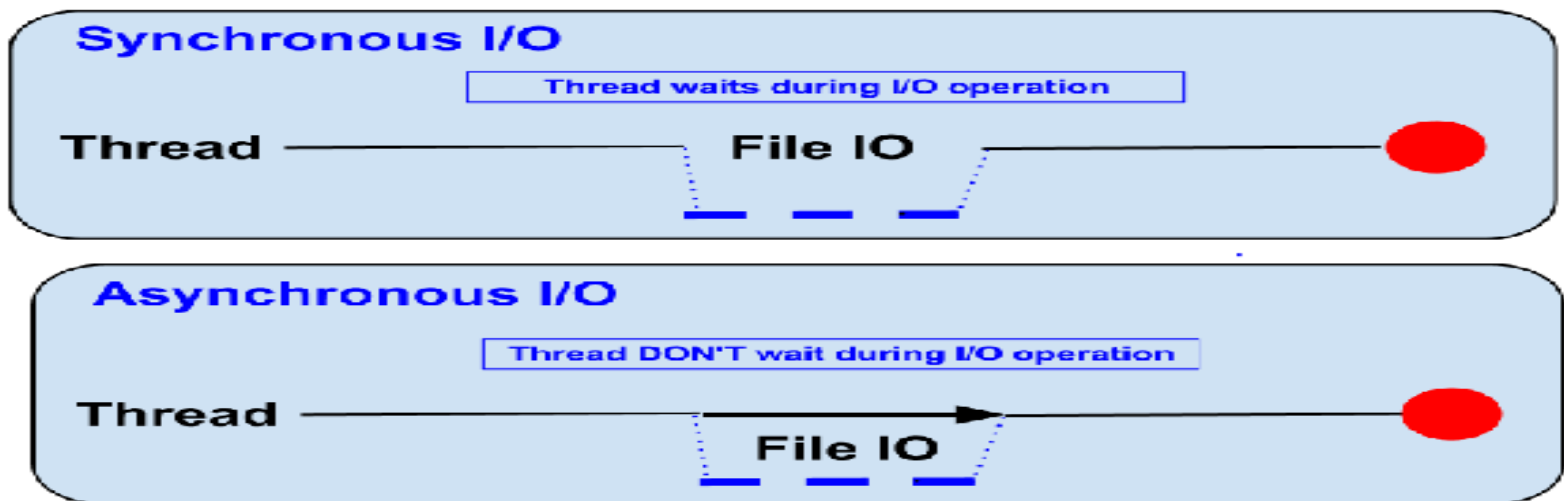 Synchronous I/O
Thread waits during I/O operation
Thread File IO
Asynchronous I/O
Thread DON'T wait during I/O operation
Thread
File IO